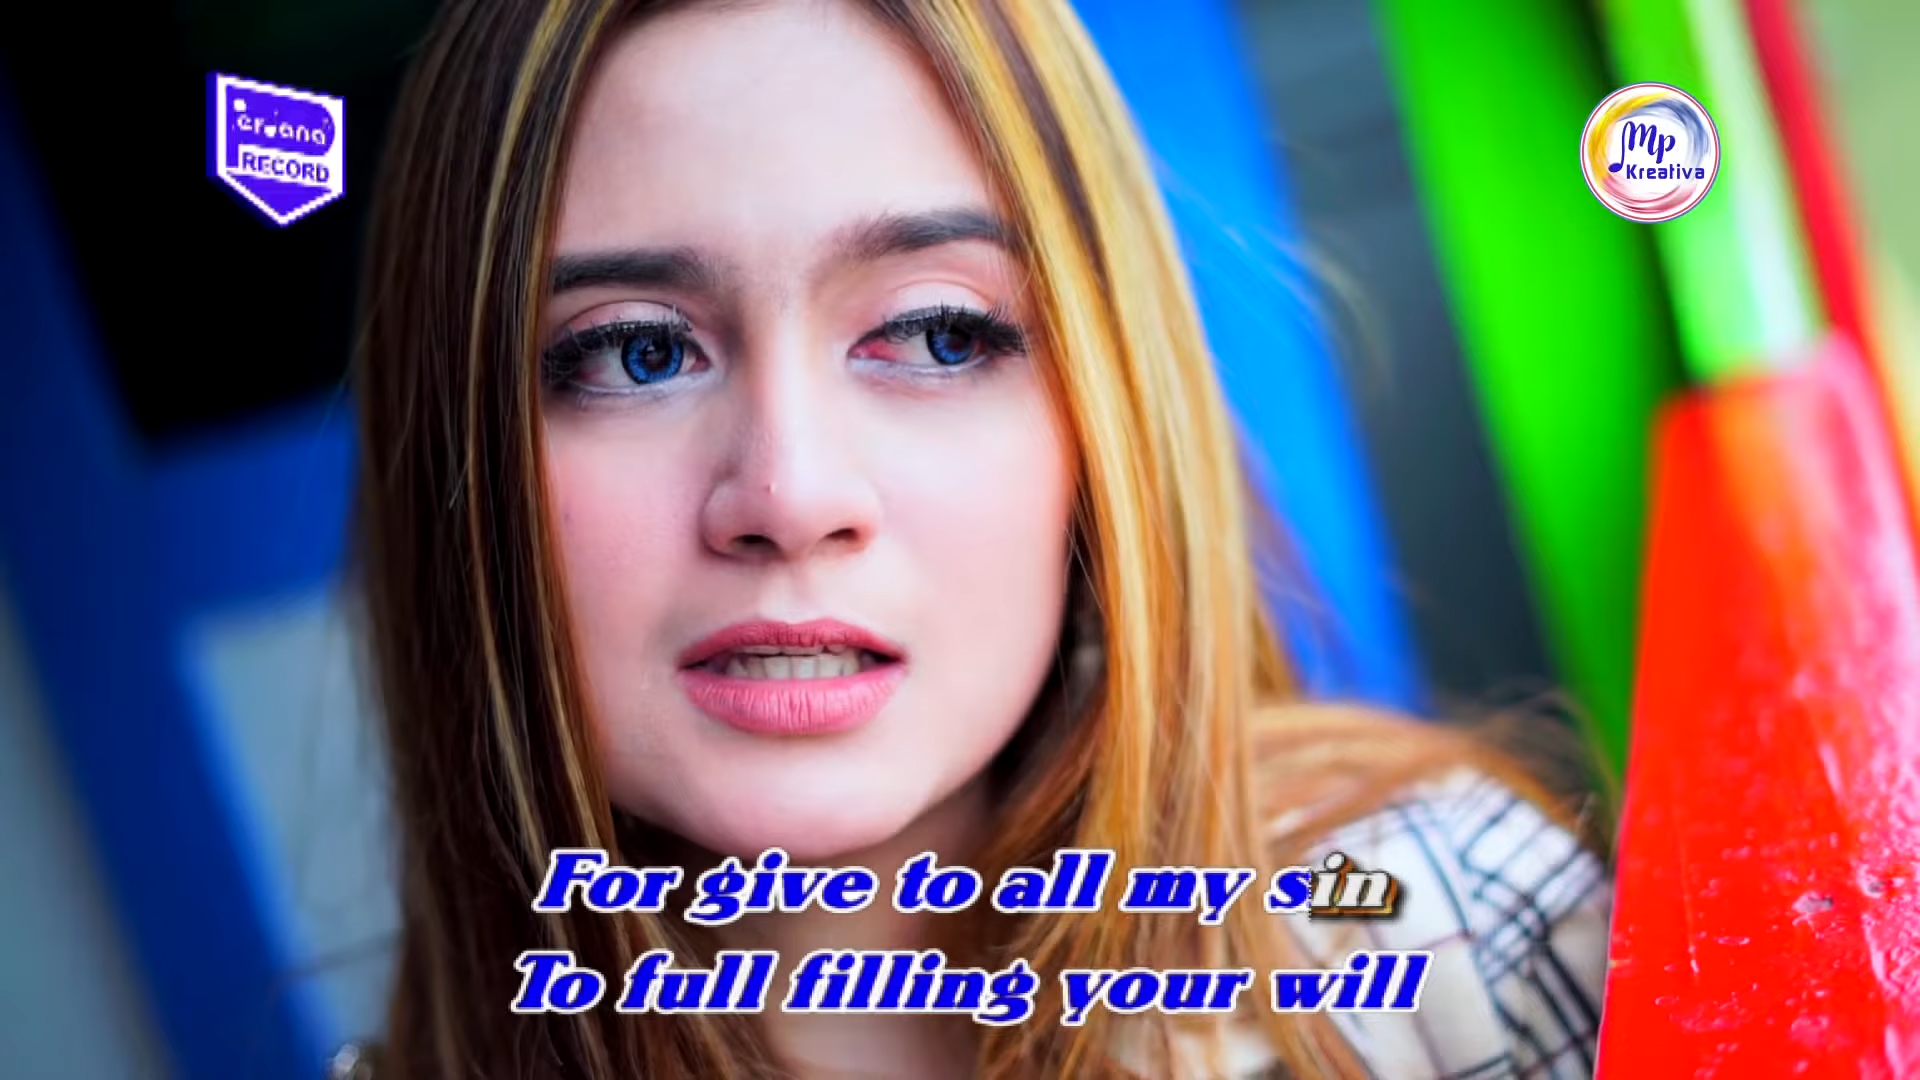 RECORD
Mp
Kreativa
For give to all my sin
To full filling your will